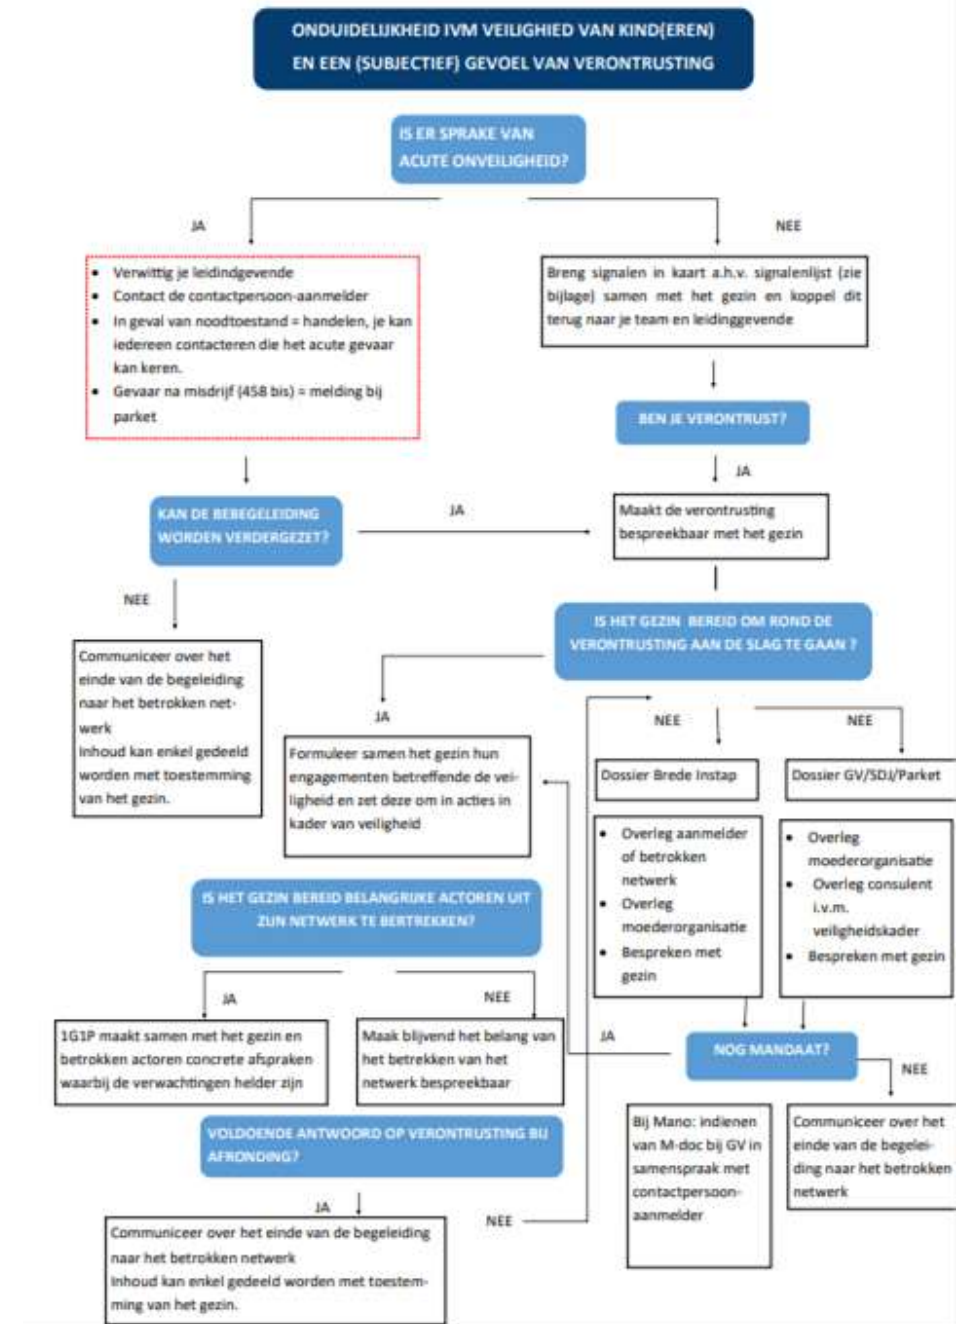 ONDUIDELIJKHEID IVM VEILIGHIED VAN KIND(EREN)
EN EEN (SUBJECTIEF) GEVOEL VAN VERONTRUSTING
IS ER SPRAKE VAN
ACUTE ONVEILIGHEID?
JA
NEE
• Verwittig je leidindgevende
• Contact de contactpersoon-aanmelder
• In geval van noodtoestand = handelen, je kan
iedereen contacteren die het acute gevaar
kan keren.
• Gevaar na misdrijf (458 bis) = melding bij
parket
Breng signalen in kaart a.h.v. signalenlijst (zie
bijlage) samen met het gezin en koppel dit
terug naar je team en leidinggevende
BEN JE VERONTRUST?
JA
KAN DE BEBEGELEIDING
WORDEN VERDERGEZET?
JA
Maakt de verontrusting
bespreekbaar met het gezin
NEE
Communiceer over het
einde van de begeleiding
naar het betrokken net-
werk
Inhoud kan enkel gedeeld
worden met toestemming
van het gezin.
IS HET GEZIN BEREID OM ROND DE
VERONTRUSTING AAN DE SLAG TE GAAN ?
JA
NEE
NEE
Formuleer samen het gezin hun
engagementen betreffende de vei-
ligheid en zet deze om in acties in
kader van veiligheid
Dossier Brede Instap
Dossier GV/SDJ/Parket
• Overleg aanmelder
of betrokken
netwerk
• Overleg
moederorganisatie
• Bespreken met
gezin
• Overleg
moederorganisatie
• Overleg consulent
i.v.m.
veiligheidskader
• Bespreken met gezin
IS HET GEZIN BEREID BELANGRIJKE ACTOREN UIT
ZIJN NETWERK TE BERTREKKEN?
JA
NEE
1G1P maakt samen met het gezin en
betrokken actoren concrete afspraken
waarbij de verwachtingen helder zijn
Maak blijvend het belang van
het betrekken van het
netwerk bespreekbaar
JA
NOG MANDAAT?
NEE
Bij Mano: indienen
van M-doc bij GV in
samenspraak met
contactpersoon-
aanmelder
Communiceer over het
einde van de begelei-
ding naar het betrokken
netwerk
VOLDOENDE ANTWOORD OP VERONTRUSTING BIJ
AFRONDING?
JA
NEE
Communiceer over het einde van de begeleiding
naar het betrokken netwerk
Inhoud kan enkel gedeeld worden met toestem-
ming van het gezin.